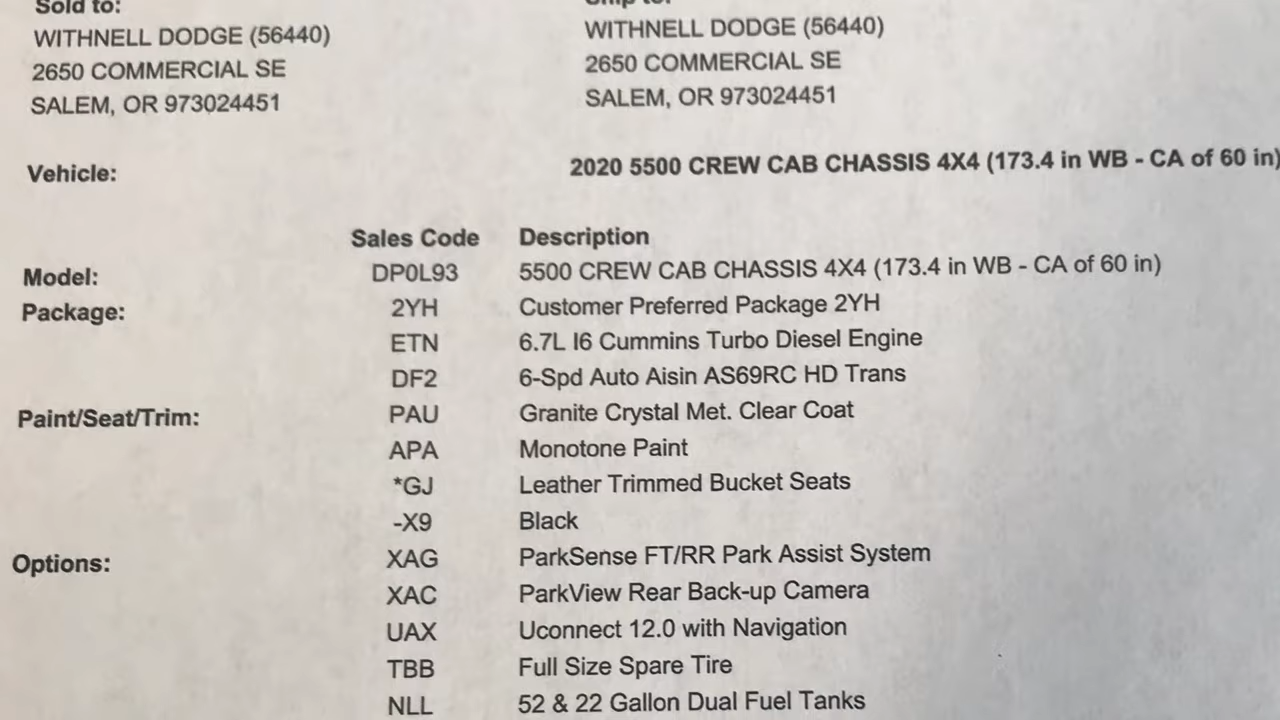 Sold to: Ship to:
WITHNELL DODGE (56440) WITHNELL DODGE (56440)
2650 COMMERCIAL SE 2650 COMMERCIAL SE
SALEM, OR 973024451 SALEM, OR 973024451
Vehicle: 2020 5500 CREW CAB CHASSIS 4X4 (173.4 in WB - CA of 60 in)
Sales Code Description
Model: DP0L93 5500 CREW CAB CHASSIS 4X4 (173.4 in WB - CA of 60 in)
Package: 2YH Customer Preferred Package 2YH
ETN 6.7L I6 Cummins Turbo Diesel Engine
DF2 6-Spd Auto Aisin AS69RC HD Trans
Paint/Seat/Trim: PAU Granite Crystal Met. Clear Coat
APA Monotone Paint
*GJ Leather Trimmed Bucket Seats
-X9 Black
Options: XAG ParkSense FT/RR Park Assist System
XAC ParkView Rear Back-up Camera
UAX Uconnect 12.0 with Navigation
TBB Full Size Spare Tire
NLL 52 & 22 Gallon Dual Fuel Tanks